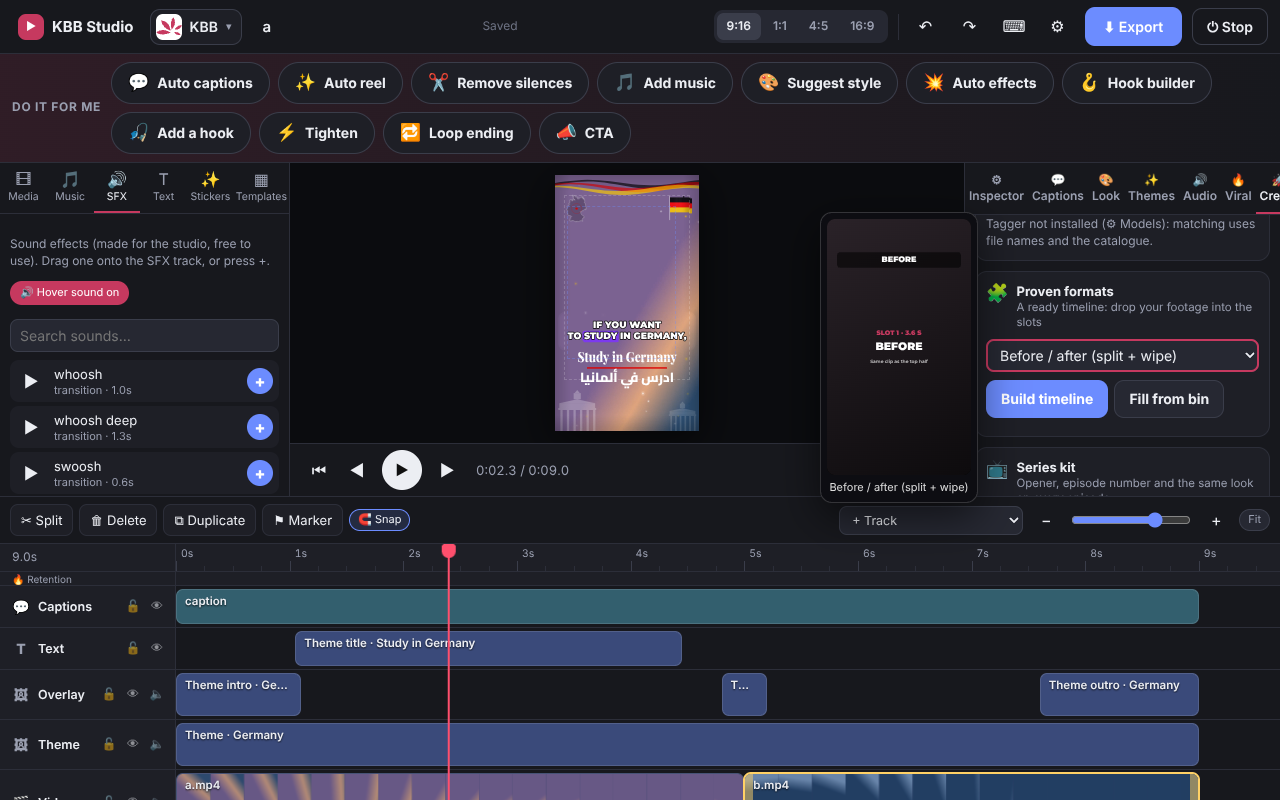 KBB Studio
KBB
a
Saved
9:16
1:1
4:5
16:9
Export
Stop
DO IT FOR ME
Auto captions
Auto reel
Remove silences
Add music
Suggest style
Auto effects
Hook builder
Add a hook
Tighten
Loop ending
CTA
Media
Music
SFX
Text
Stickers
Templates
Sound effects (made for the studio, free to
use). Drag one onto the SFX track, or press +.
Hover sound on
Search sounds...
whoosh
transition · 1.0s
whoosh deep
transition · 1.3s
swoosh
transition · 0.6s
IF YOU WANT
TO STUDY IN GERMANY,
Study in Germany
ادرس في ألمانيا
0:02.3 / 0:09.0
BEFORE
SLOT 1 · 3.6 S
BEFORE
Same clip as the top half
Before / after (split + wipe)
Inspector
Captions
Look
Themes
Audio
Viral
Cre
Tagger not installed (⚙ Models): matching uses
file names and the catalogue.
Proven formats
A ready timeline: drop your footage into the
slots
Before / after (split + wipe)
Build timeline
Fill from bin
Series kit
Opener, episode number and the same look
Split
Delete
Duplicate
Marker
Snap
+ Track
−
+
Fit
9.0s
0s
1s
2s
3s
4s
5s
6s
7s
8s
9s
Retention
Captions
caption
Text
Theme title · Study in Germany
Overlay
Theme intro · Ge...
T...
Theme outro · Germany
Theme
Theme · Germany
a.mp4
b.mp4